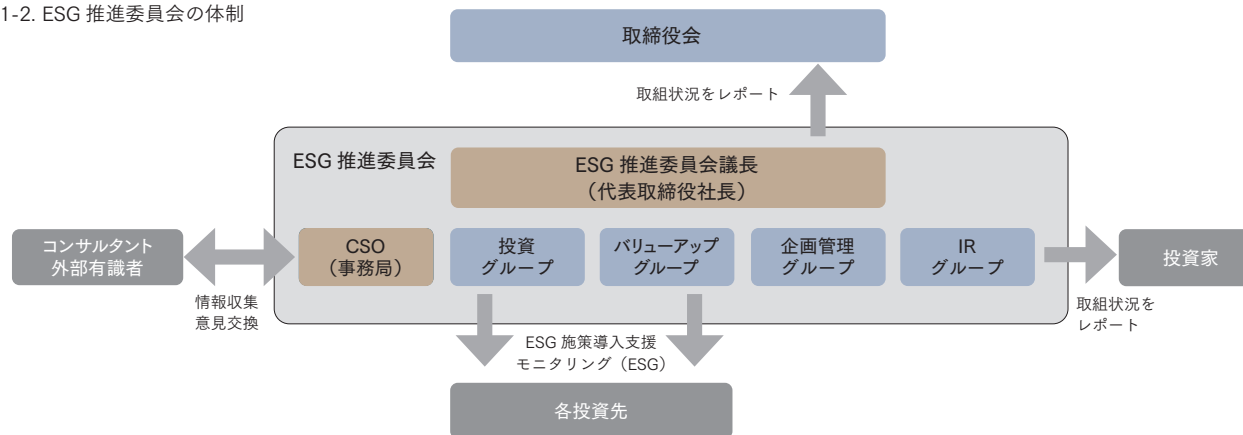 1-2. ESG 推進委員会の体制
取締役会
取組状況をレポート
ESG 推進委員会
ESG 推進委員会議長
（代表取締役社長）
コンサルタント
外部有識者
情報収集
意見交換
CSO
（事務局）
投資
グループ
バリューアップ
グループ
企画管理
グループ
IR
グループ
投資家
取組状況を
レポート
ESG 施策導入支援
モニタリング（ESG）
各投資先